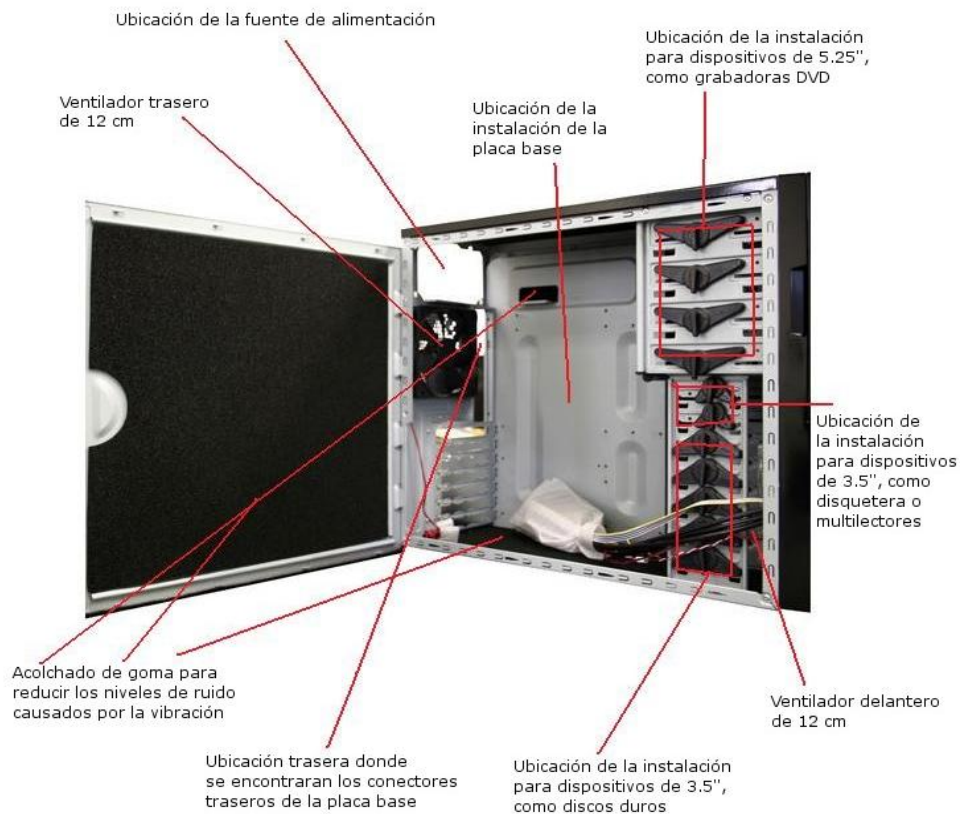 Ubicación de la fuente de alimentación
Ubicación de la instalación
para dispositivos de 5.25",
como grabadoras DVD
Ventilador trasero
de 12 cm
Ubicación de la
instalación de la
placa base
Ubicación de
la instalación
para dispositivos
de 3.5", como
disquetera o
multilectores
Acolchado de goma para
reducir los niveles de ruido
causados por la vibración
Ventilador delantero
de 12 cm
Ubicación trasera donde
se encontraran los conectores
traseros de la placa base
Ubicación de la instalación
para dispositivos de 3.5",
como discos duros